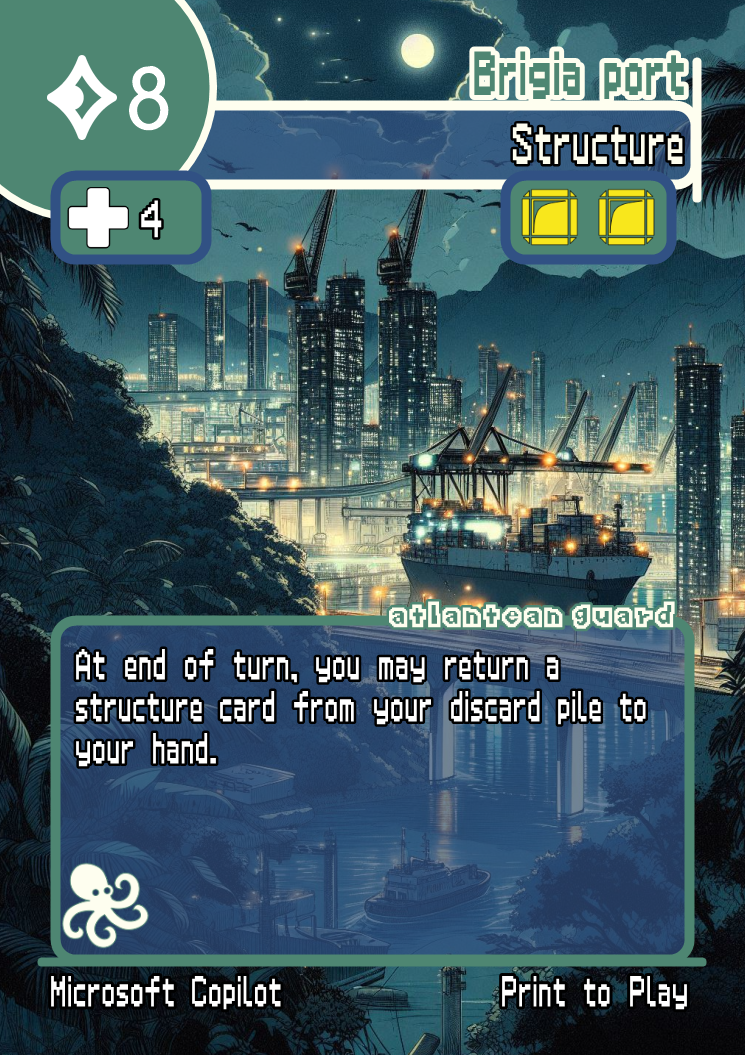 8
Brigia port
Structure
4
atlantean guard
At end of turn, you may return a
structure card from your discard pile to
your hand.
Microsoft Copilot
Print to Play